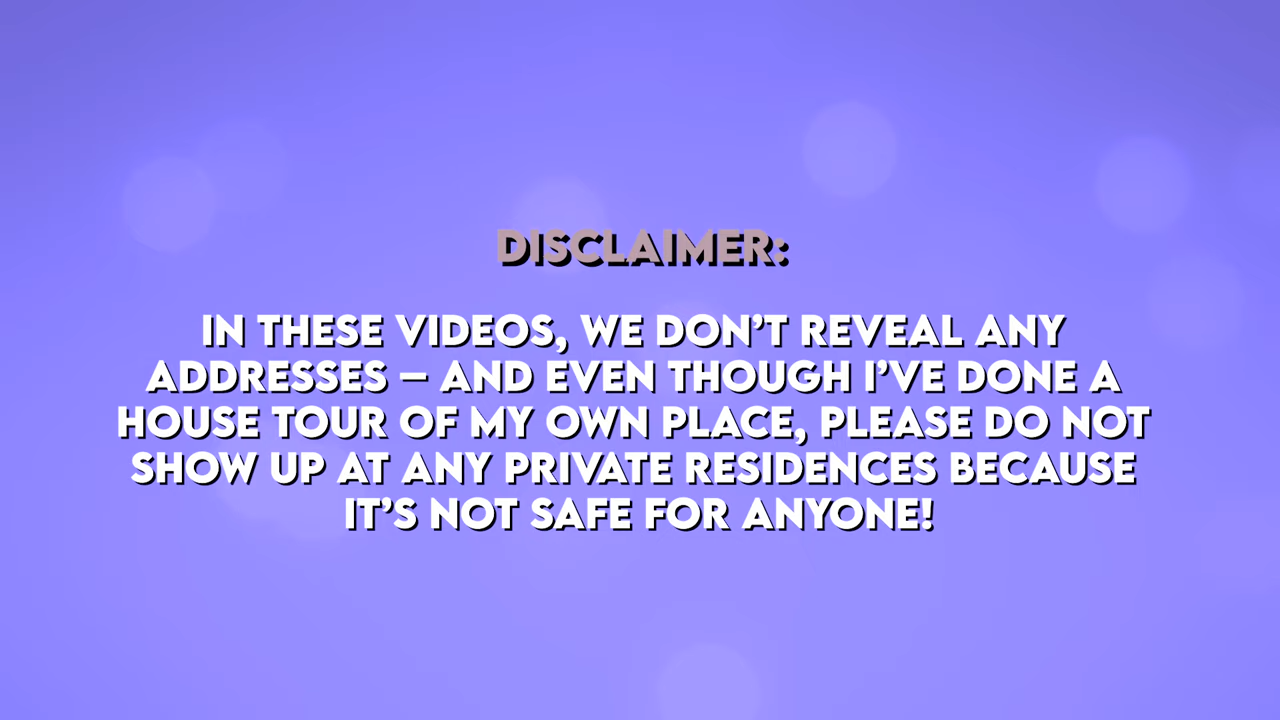 DISCLAIMER:
IN THESE VIDEOS, WE DON'T REVEAL ANY
ADDRESSES – AND EVEN THOUGH I'VE DONE A
HOUSE TOUR OF MY OWN PLACE, PLEASE DO NOT
SHOW UP AT ANY PRIVATE RESIDENCES BECAUSE
IT'S NOT SAFE FOR ANYONE!